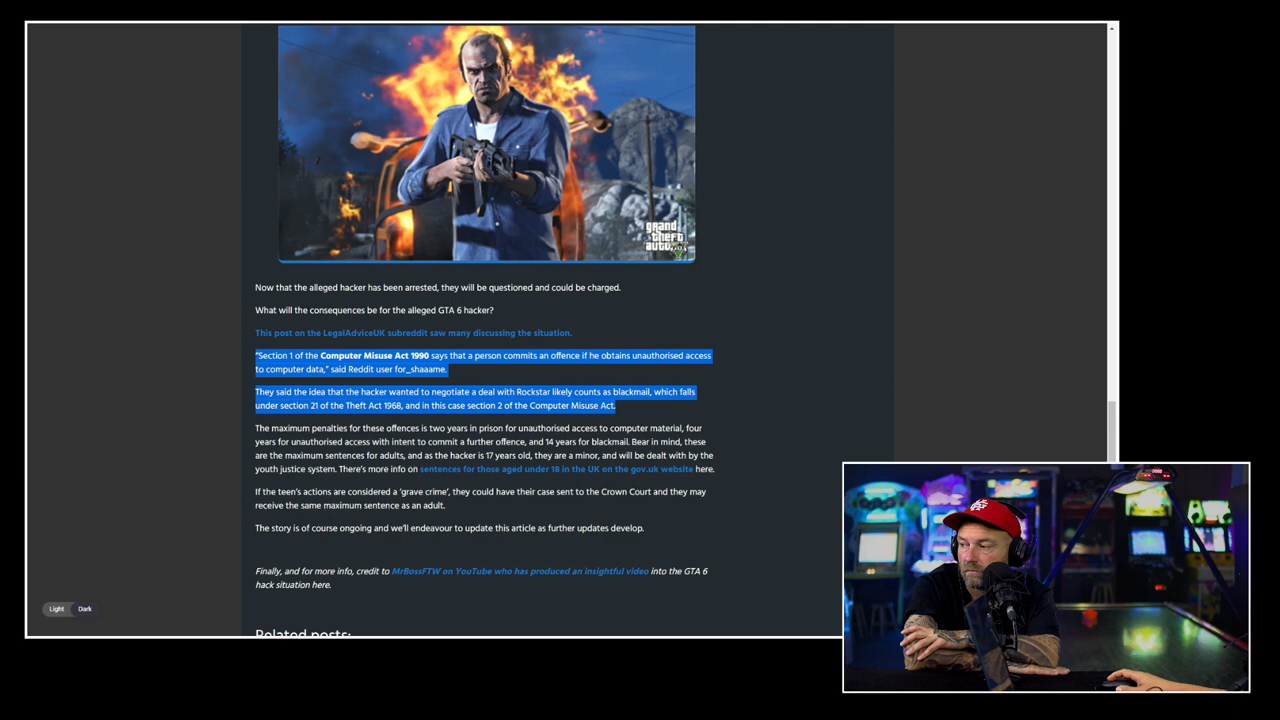 grand
theft
auto
Now that the alleged hacker has been arrested, they will be questioned and could be charged.
What will the consequences be for the alleged GTA 6 hacker?
This post on the LegalAdviceUK subreddit saw many discussing the situation.
“Section 1 of the Computer Misuse Act 1990 says that a person commits an offence if he obtains unauthorised access
to computer data,” said Reddit user for_shaaame.
They said the idea that the hacker wanted to negotiate a deal with Rockstar likely counts as blackmail, which falls
under section 21 of the Theft Act 1968, and in this case section 2 of the Computer Misuse Act.
The maximum penalties for these offences is two years in prison for unauthorised access to computer material, four
years for unauthorised access with intent to commit a further offence, and 14 years for blackmail. Bear in mind, these
are the maximum sentences for adults, and as the hacker is 17 years old, they are a minor, and will be dealt with by the
youth justice system. There’s more info on sentences for those aged under 18 in the UK on the gov.uk website here.
If the teen’s actions are considered a ‘grave crime’, they could have their case sent to the Crown Court and they may
receive the same maximum sentence as an adult.
The story is of course ongoing and we’ll endeavour to update this article as further updates develop.
Finally, and for more info, credit to MrBossFTW on YouTube who has produced an insightful video into the GTA 6
hack situation here.
Light Dark
Related posts: